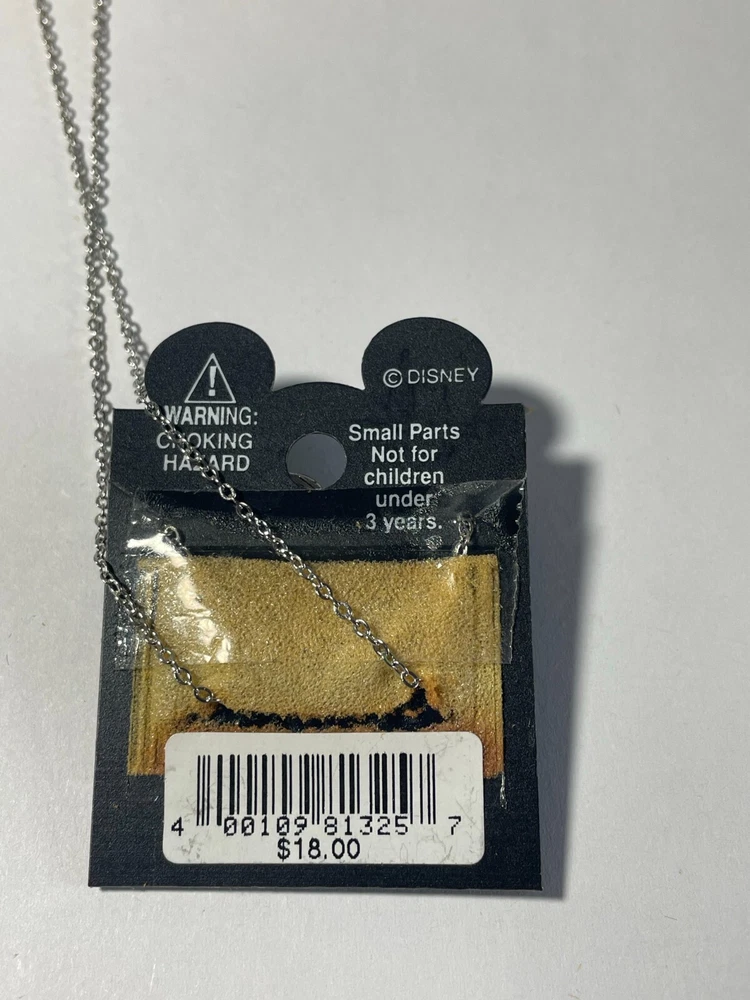 WARNING:
CHOKING
HAZARD
© DISNEY
Small Parts
Not for
children
under
3 years.
4 00109 81325 7
$18.00